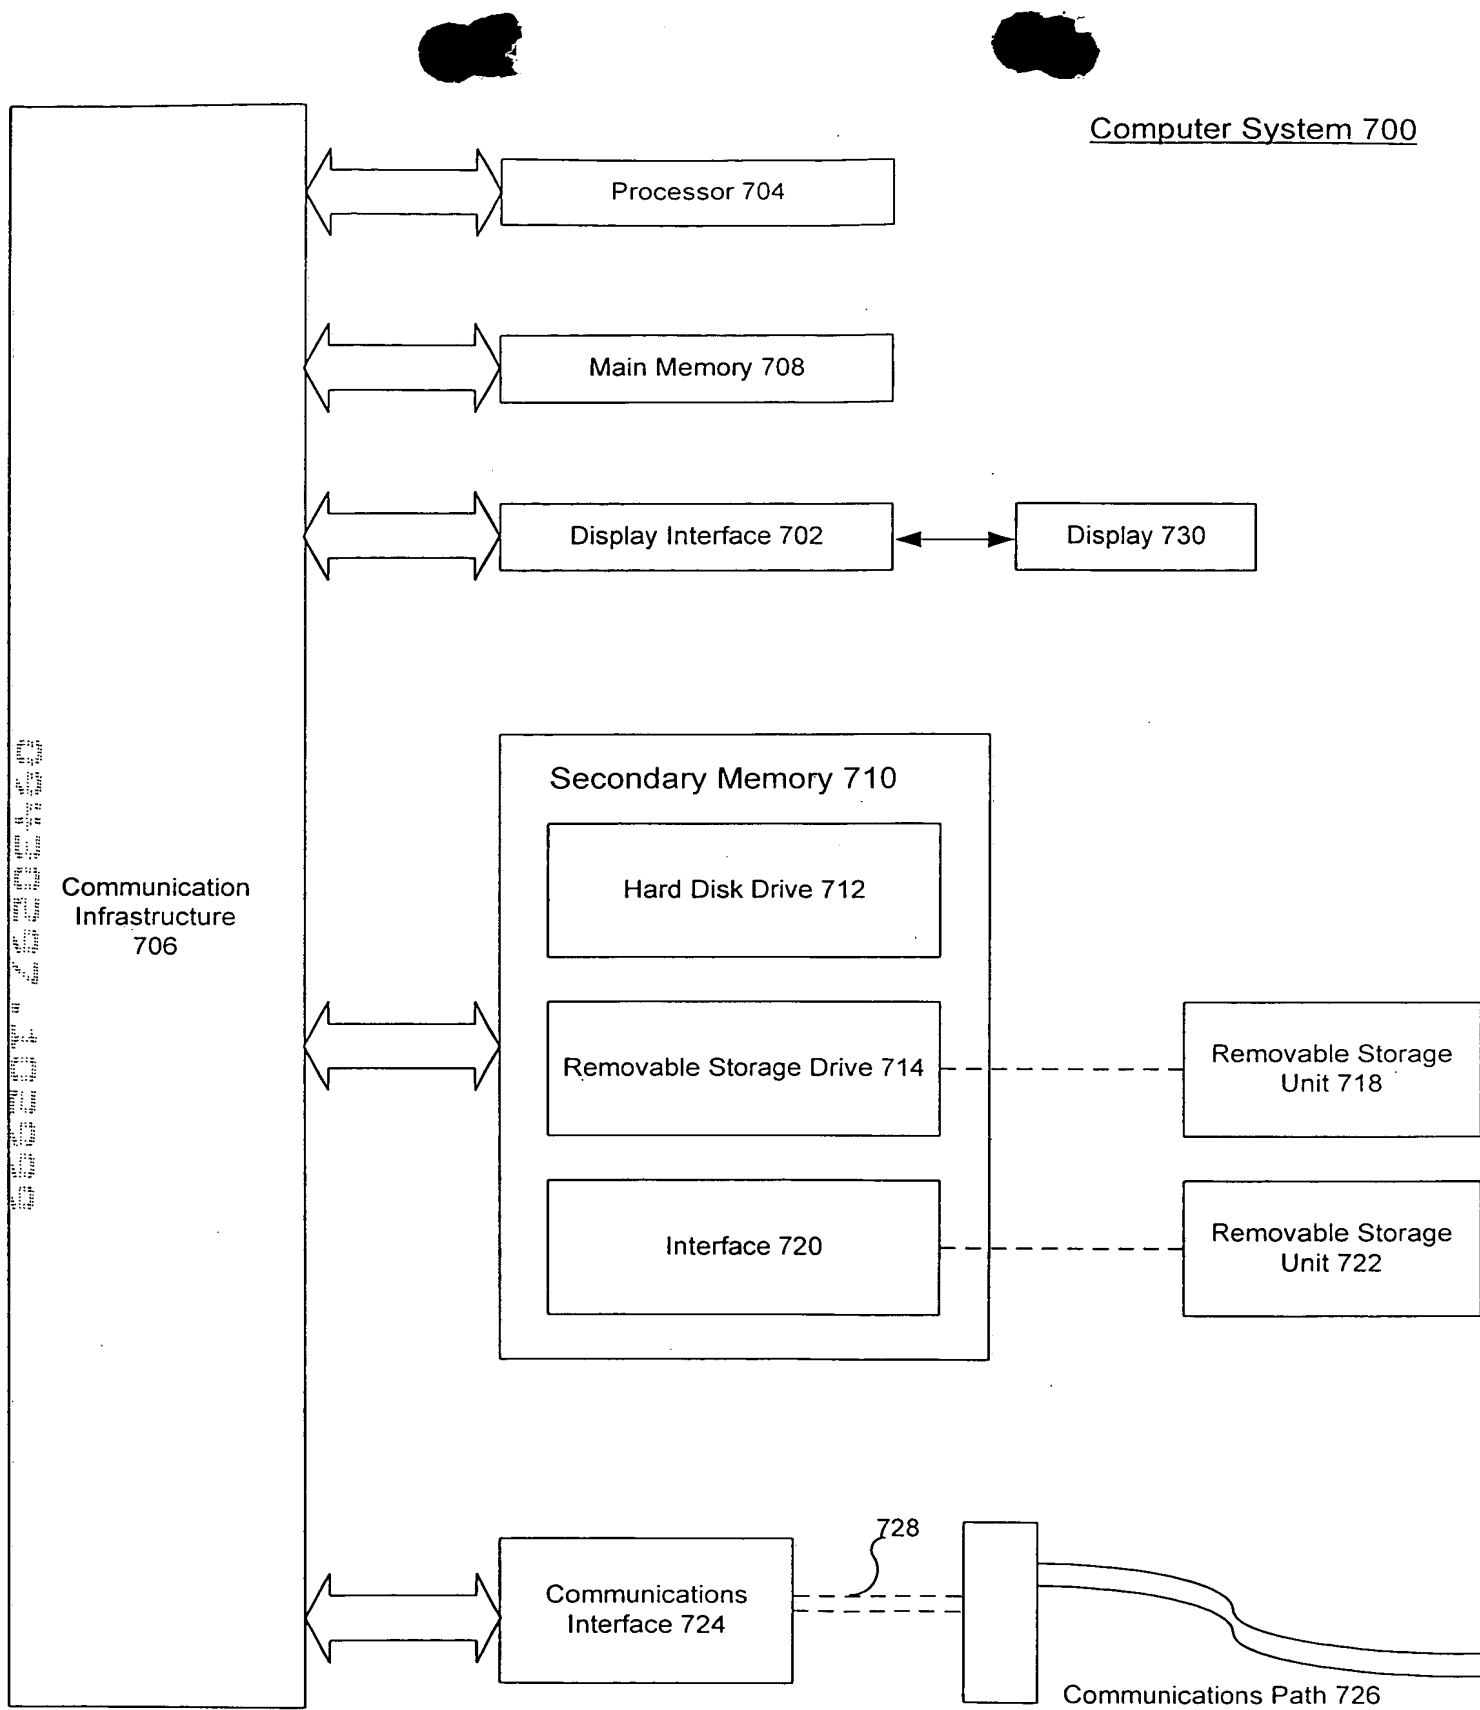 Computer System 700
Processor 704
Main Memory 708
Display Interface 702
Display 730
Secondary Memory 710
Hard Disk Drive 712
Communication
Infrastructure
706
Removable Storage Drive 714
Removable Storage
Unit 718
Interface 720
Removable Storage
Unit 722
728
Communications
Interface 724
Communications Path 726